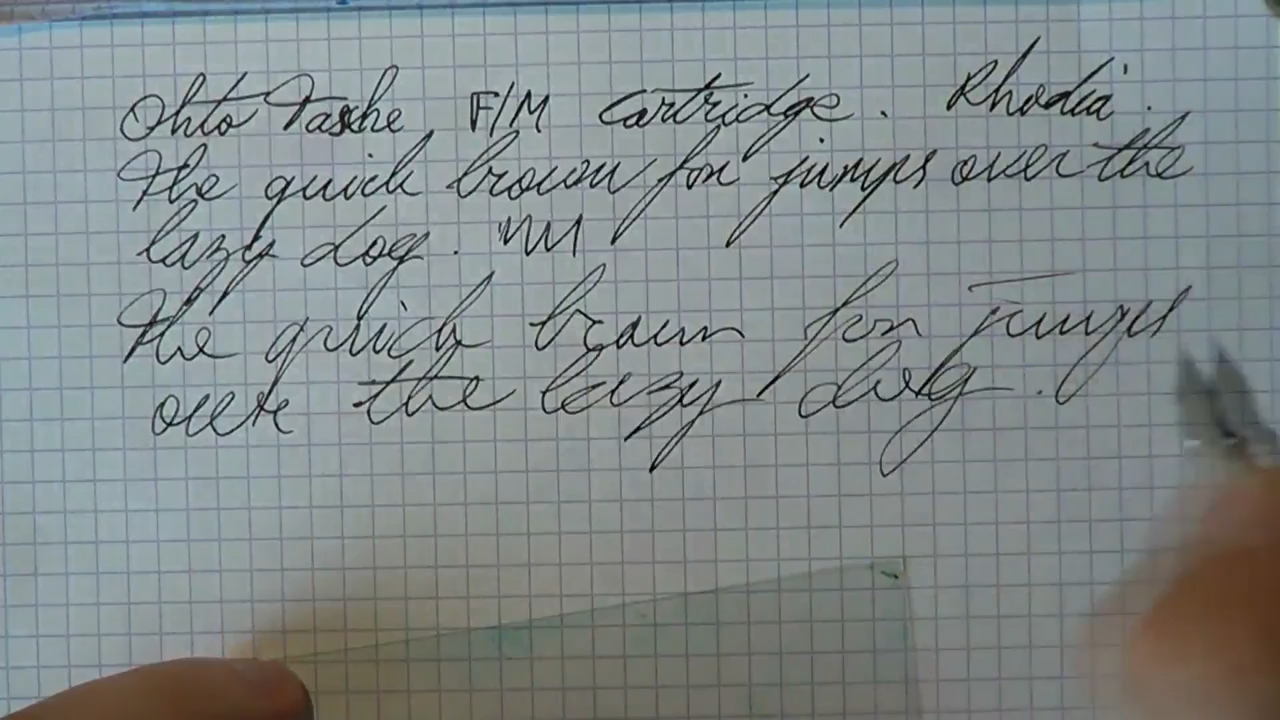 Ohto Tasche F/M Cartridge. Rhodia.
The quick brown fox jumps over the
lazy dog.
The quick brown fox jumps
over the lazy dog.